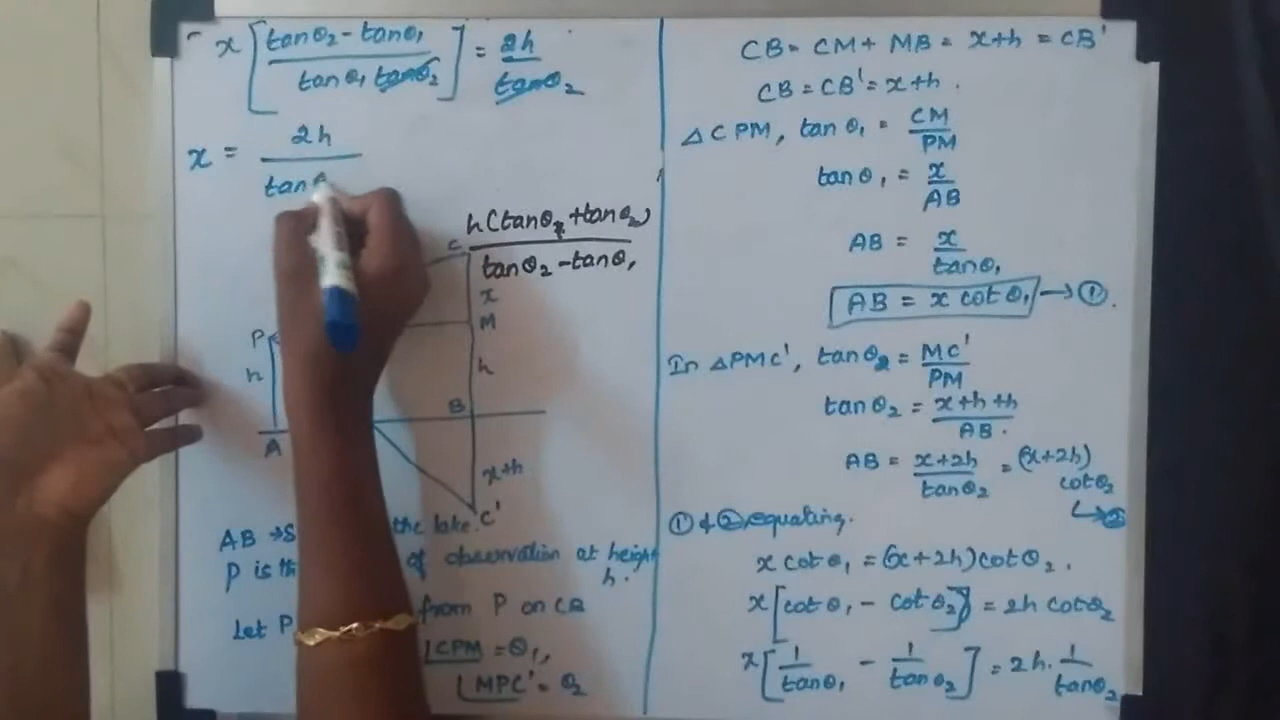 x [ tanθ₂ - tanθ₁ / tanθ₁ tanθ₂ ] = 2h / tanθ₂
x = 2h / tanθ
h(tanθ₁ + tanθ₂) / tanθ₂ - tanθ₁
C
x
P
M
h
h
B
A
x+h
C'
AB → S the lake.
P is th of observation at height h.
Let P from P on CB
∠CPM = θ₁,
∠MPC' = θ₂
CB = CM + MB = x+h = CB'
CB = CB' = x+h.
△CPM, tanθ₁ = CM / PM
tanθ₁ = x / AB
AB = x / tanθ₁
AB = x cotθ₁ → ①.
In △PMC', tanθ₂ = MC' / PM
tanθ₂ = x+h+h / AB.
AB = x+2h / tanθ₂ = (x+2h) cotθ₂
→ ②
① & ② equating.
x cotθ₁ = (x+2h) cotθ₂.
x [cotθ₁ - cotθ₂] = 2h cotθ₂
x [ 1 / tanθ₁ - 1 / tanθ₂ ] = 2h. 1 / tanθ₂